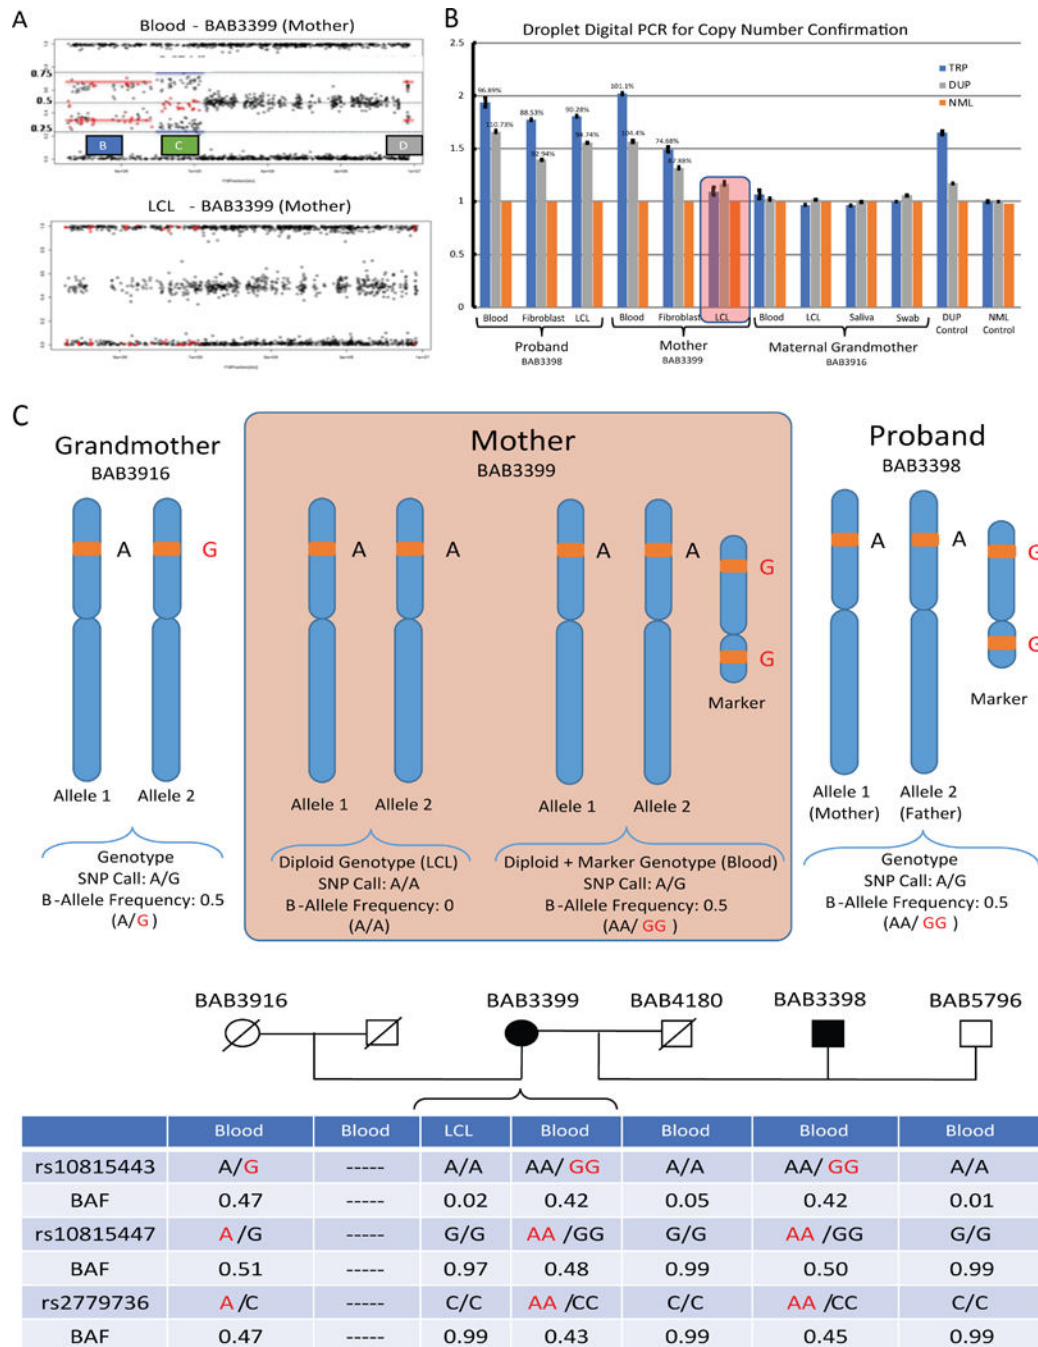 A
Blood - BAB3399 (Mother)
0.75
0.5
0.25
B
C
D
LCL - BAB3399 (Mother)
B
Droplet Digital PCR for Copy Number Confirmation
2.5
2
1.5
1
0.5
0
TRP
DUP
NML
96.89%
110.73%
88.53%
90.28%
94.74%
101.1%
104.4%
74.68%
Blood Fibroblast LCL Blood Fibroblast LCL Blood LCL Saliva Swab DUP Control NML Control
Proband
BAB3398
Mother
BAB3399
Maternal Grandmother
BAB3916
C
Grandmother
BAB3916
A
G
Allele 1 Allele 2
Genotype
SNP Call: A/G
B-Allele Frequency: 0.5
(A/G )
Mother
BAB3399
A
A
Allele 1 Allele 2
Diploid Genotype (LCL)
SNP Call: A/A
B-Allele Frequency: 0
(A/A)
A
A
G
G
Marker
Allele 1 Allele 2
Diploid + Marker Genotype (Blood)
SNP Call: A/G
B-Allele Frequency: 0.5
(AA/ GG )
Proband
BAB3398
A
A
G
G
Marker
Allele 1
(Mother)
Allele 2
(Father)
Genotype
SNP Call: A/G
B-Allele Frequency: 0.5
(AA/ GG )
BAB3916 BAB3399 BAB4180 BAB3398 BAB5796
Blood Blood LCL Blood Blood Blood Blood
rs10815443 A/G ----- A/A AA/ GG A/A AA/ GG A/A
BAF 0.47 ----- 0.02 0.42 0.05 0.42 0.01
rs10815447 A /G ----- G/G AA /GG G/G AA /GG G/G
BAF 0.51 ----- 0.97 0.48 0.99 0.50 0.99
rs2779736 A /C ----- C/C AA /CC C/C AA /CC C/C
BAF 0.47 ----- 0.99 0.43 0.99 0.45 0.99